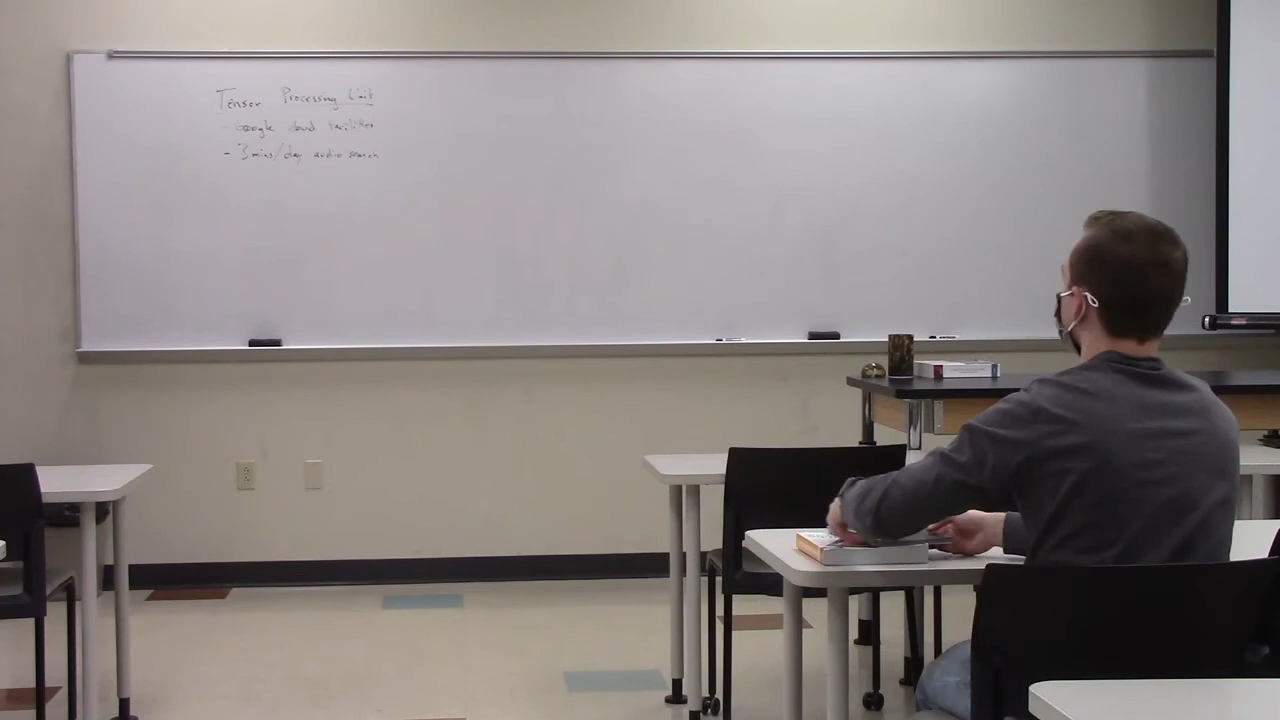 Tensor Processing Unit
- Google cloud facilities
- 3 mins/day audio search